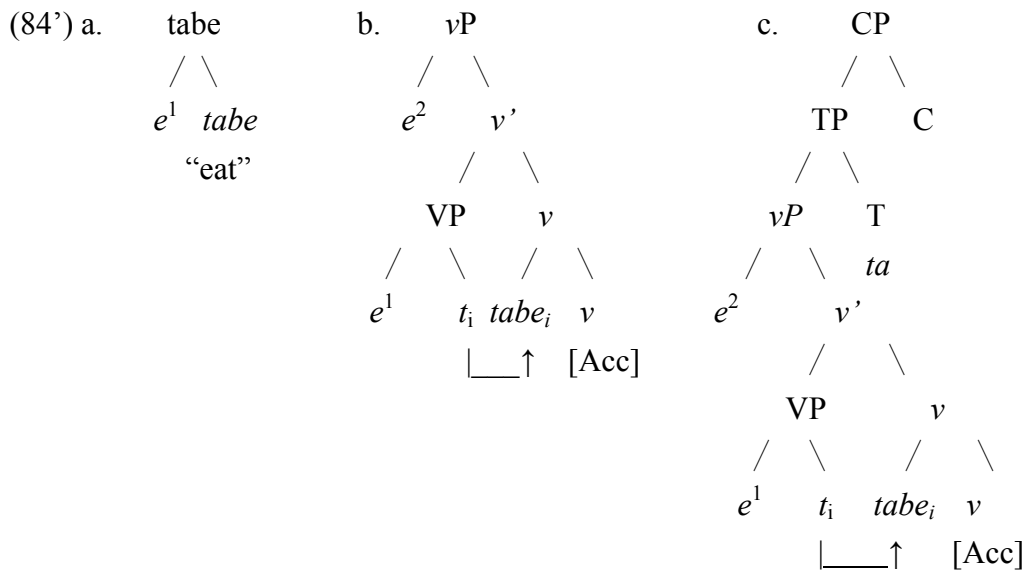 (84’) a. tabe b. vP c. CP
e¹ tabe e² v’ TP C
“eat”
VP v vP T
ta
e¹ tᵢ tabeᵢ v e² v’
[Acc]
VP v
e¹ tᵢ tabeᵢ v
[Acc]